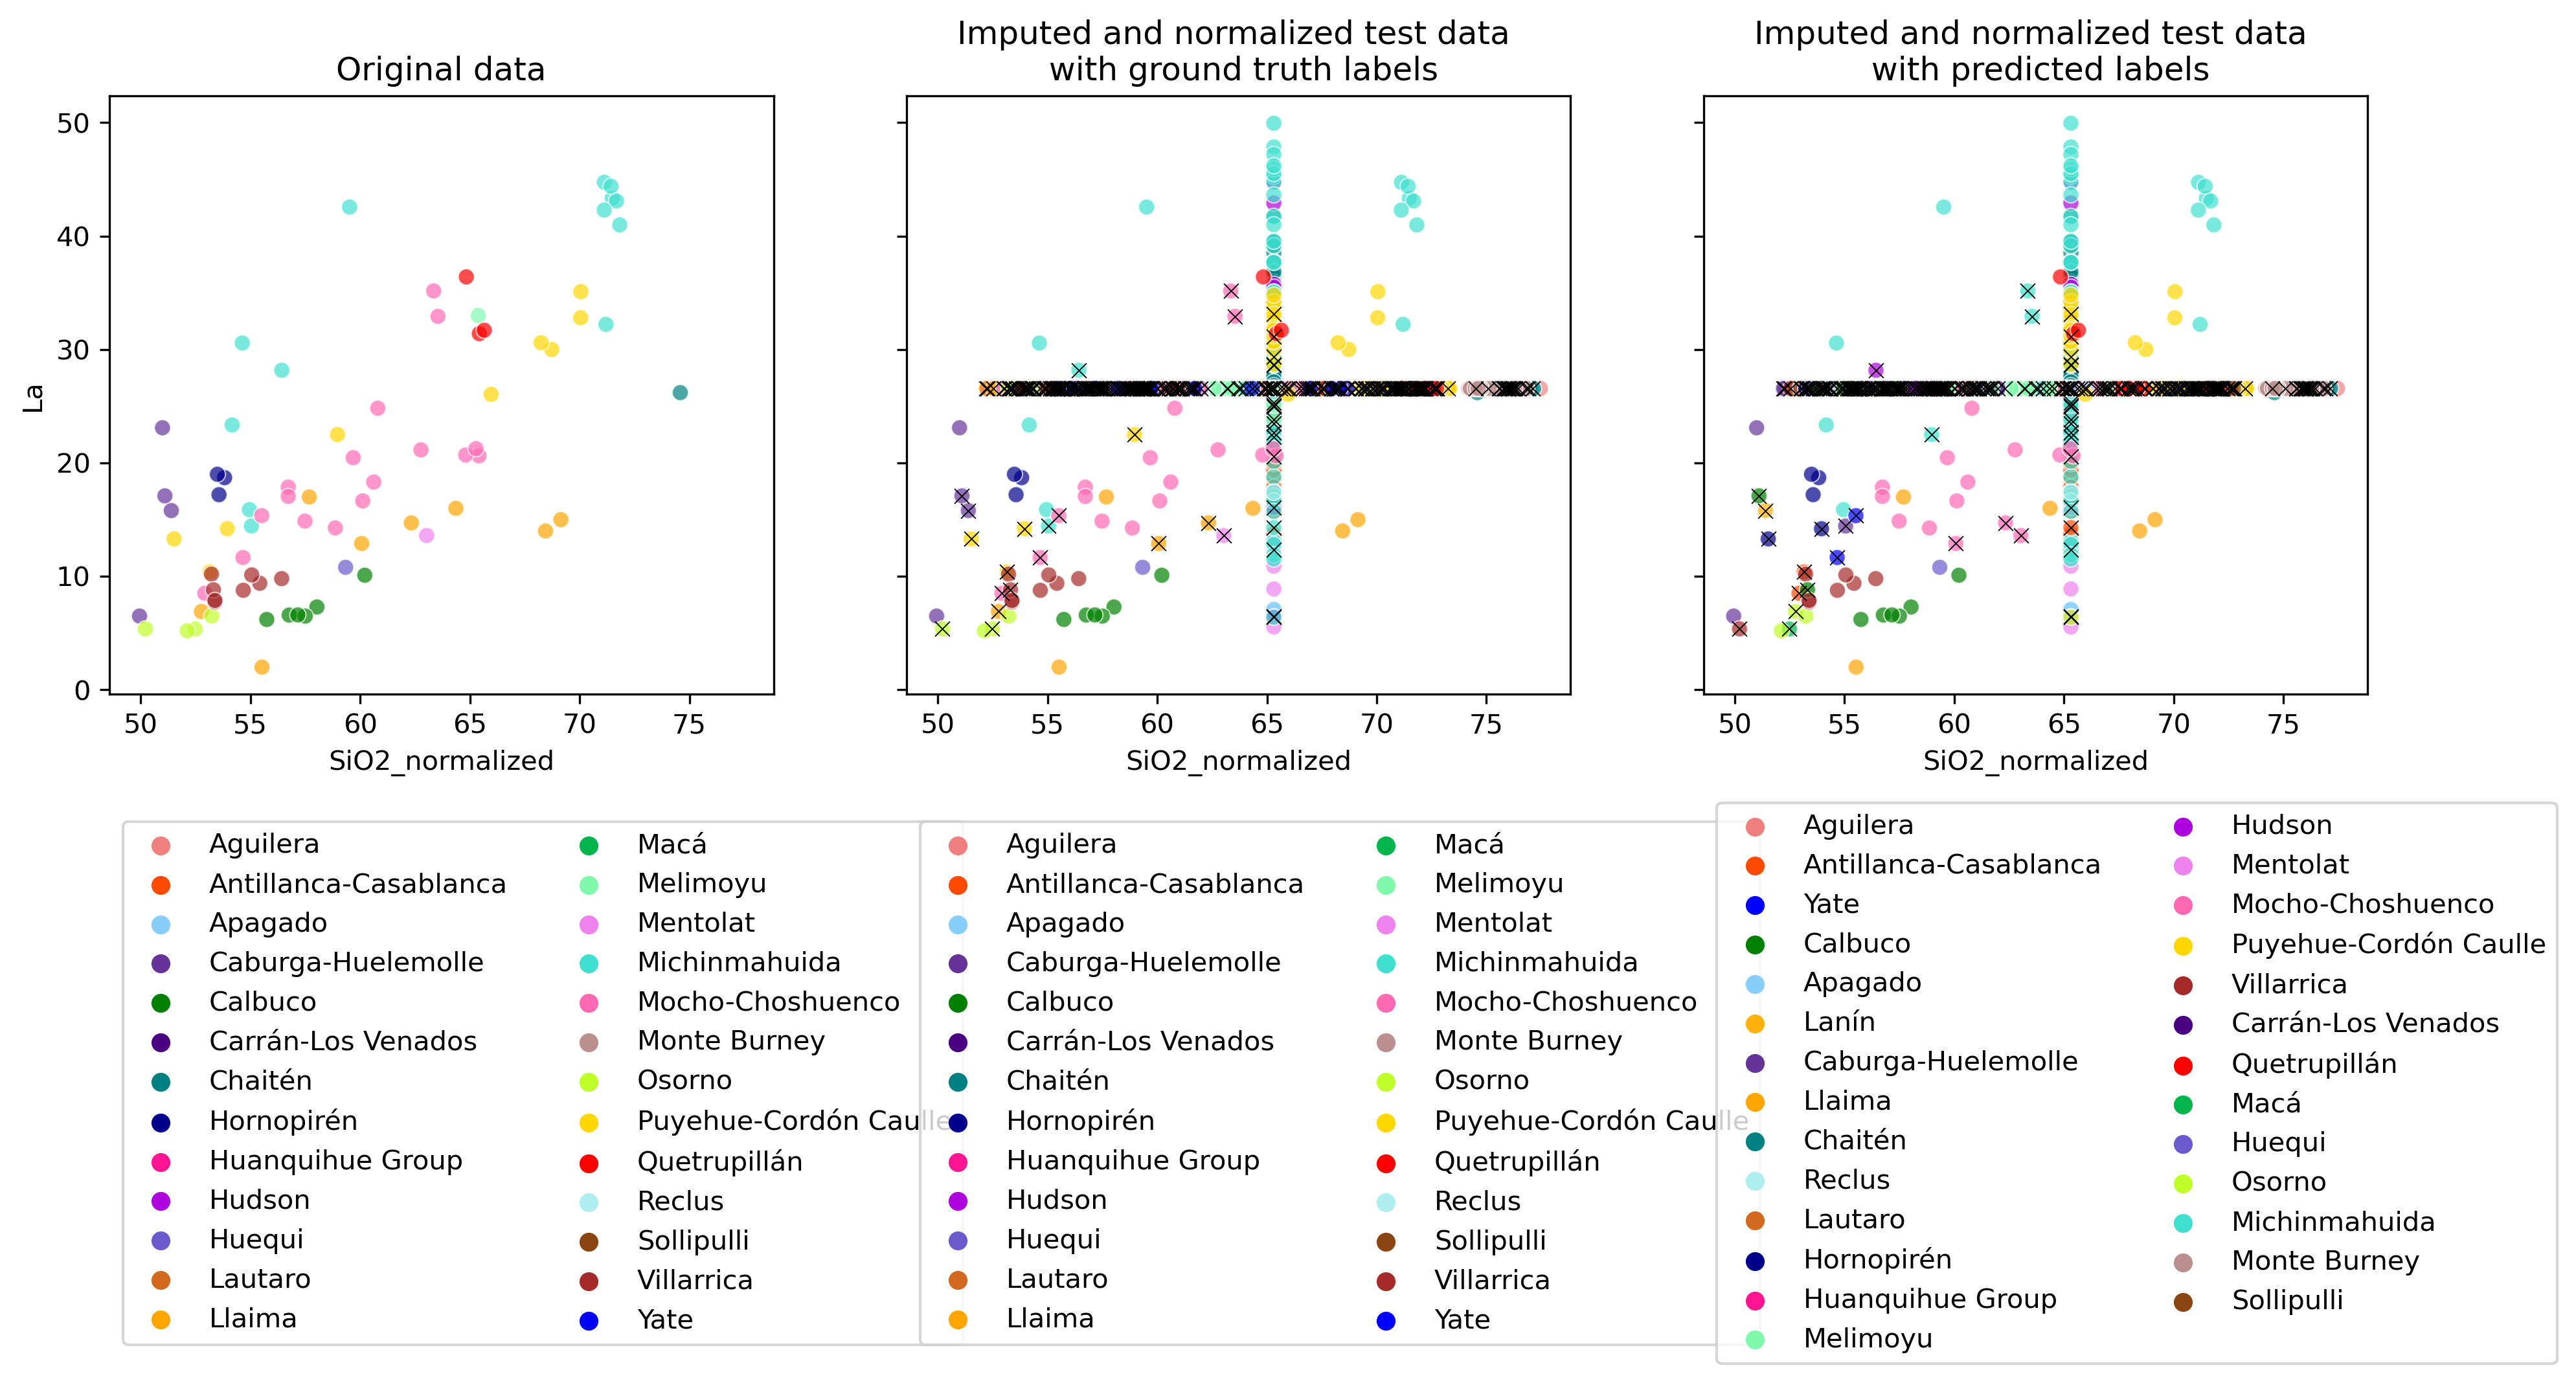 Original data
Imputed and normalized test data
with ground truth labels
Imputed and normalized test data
with predicted labels
La
50
40
30
20
10
0
50 55 60 65 70 75
SiO2_normalized
50 55 60 65 70 75
SiO2_normalized
50 55 60 65 70 75
SiO2_normalized
Aguilera
Antillanca-Casablanca
Apagado
Caburga-Huelemolle
Calbuco
Carrán-Los Venados
Chaitén
Hornopirén
Huanquihue Group
Hudson
Huequi
Lautaro
Llaima
Macá
Melimoyu
Mentolat
Michinmahuida
Mocho-Choshuenco
Monte Burney
Osorno
Puyehue-Cordón Caulle
Quetrupillán
Reclus
Sollipulli
Villarrica
Yate
Aguilera
Antillanca-Casablanca
Apagado
Caburga-Huelemolle
Calbuco
Carrán-Los Venados
Chaitén
Hornopirén
Huanquihue Group
Hudson
Huequi
Lautaro
Llaima
Macá
Melimoyu
Mentolat
Michinmahuida
Mocho-Choshuenco
Monte Burney
Osorno
Puyehue-Cordón Caulle
Quetrupillán
Reclus
Sollipulli
Villarrica
Yate
Aguilera
Antillanca-Casablanca
Yate
Calbuco
Apagado
Lanín
Caburga-Huelemolle
Llaima
Chaitén
Reclus
Lautaro
Hornopirén
Huanquihue Group
Melimoyu
Hudson
Mentolat
Mocho-Choshuenco
Puyehue-Cordón Caulle
Villarrica
Carrán-Los Venados
Quetrupillán
Macá
Huequi
Osorno
Michinmahuida
Monte Burney
Sollipulli